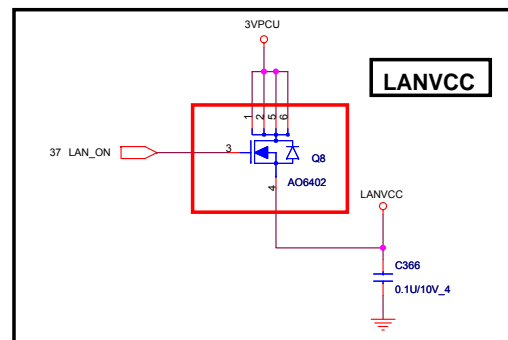 3VPCU
LANVCC
1 2 5 6
37 LAN_ON
3
Q8
AO6402
4
LANVCC
C366
0.1U/10V_4